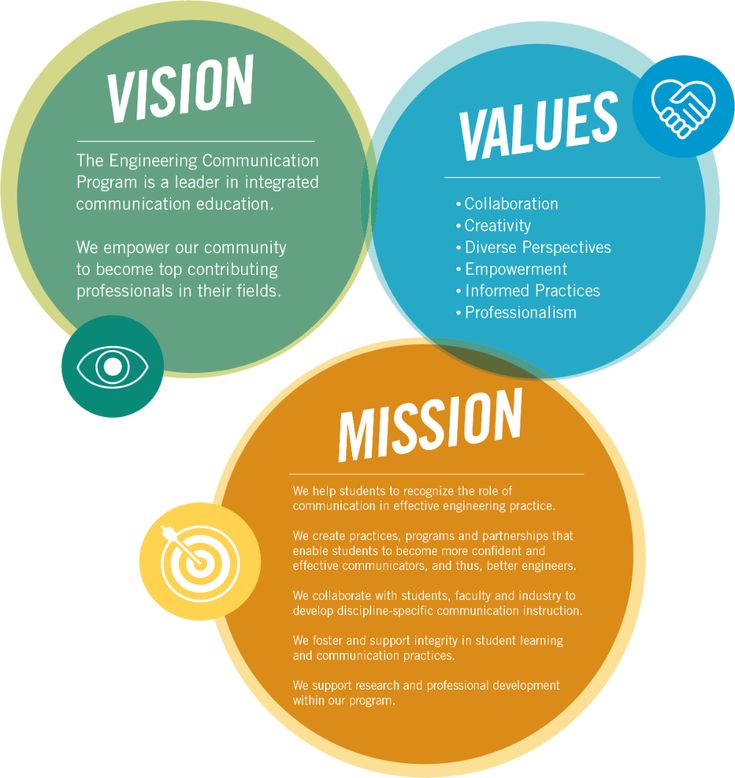 VISION
The Engineering Communication
Program is a leader in integrated
communication education.
We empower our community
to become top contributing
professionals in their fields.
VALUES
• Collaboration
• Creativity
• Diverse Perspectives
• Empowerment
• Informed Practices
• Professionalism
MISSION
We help students to recognize the role of
communication in effective engineering practice.
We create practices, programs and partnerships that
enable students to become more confident and
effective communicators, and thus, better engineers.
We collaborate with students, faculty and industry to
develop discipline-specific communication instruction.
We foster and support integrity in student learning
and communication practices.
We support research and professional development
within our program.